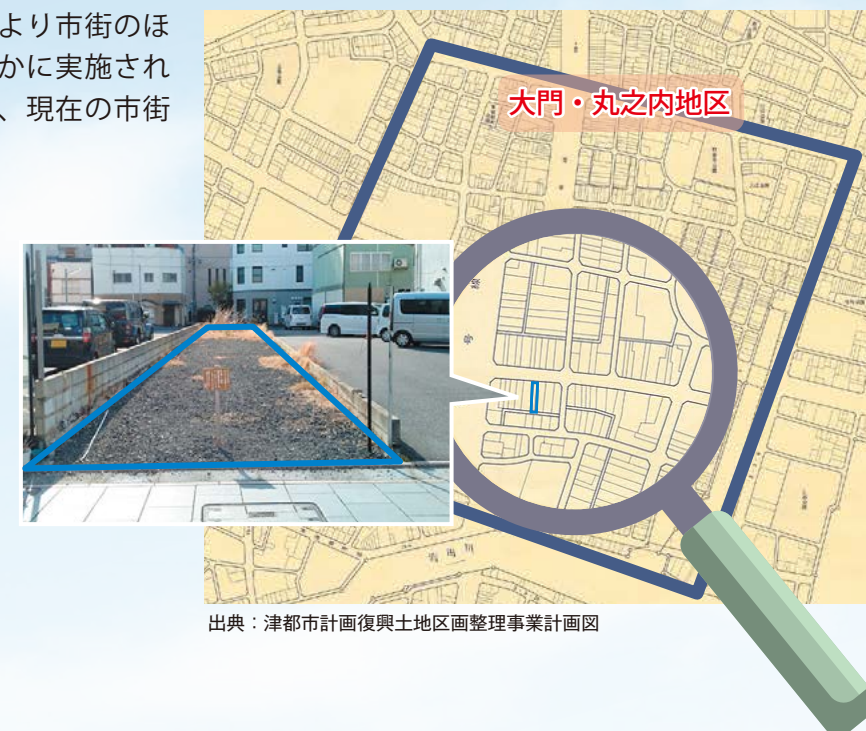 より市街のほ
かに実施され
、現在の市街
大門・丸之内地区
出典：津都市計画復興土地区画整理事業計画図